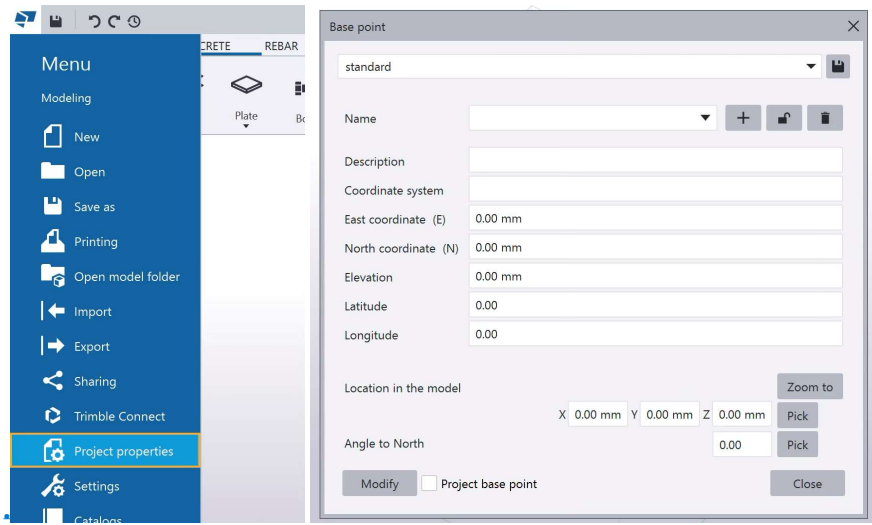 CRETE REBAR
Menu
Modeling
New
Open
Save as
Printing
Open model folder
Import
Export
Sharing
Trimble Connect
Project properties
Settings
Catalogs
Plate
Bo
Base point
standard
Name
Description
Coordinate system
East coordinate (E) 0.00 mm
North coordinate (N) 0.00 mm
Elevation 0.00 mm
Latitude 0.00
Longitude 0.00
Location in the model Zoom to
X 0.00 mm Y 0.00 mm Z 0.00 mm Pick
Angle to North 0.00 Pick
Modify Project base point Close